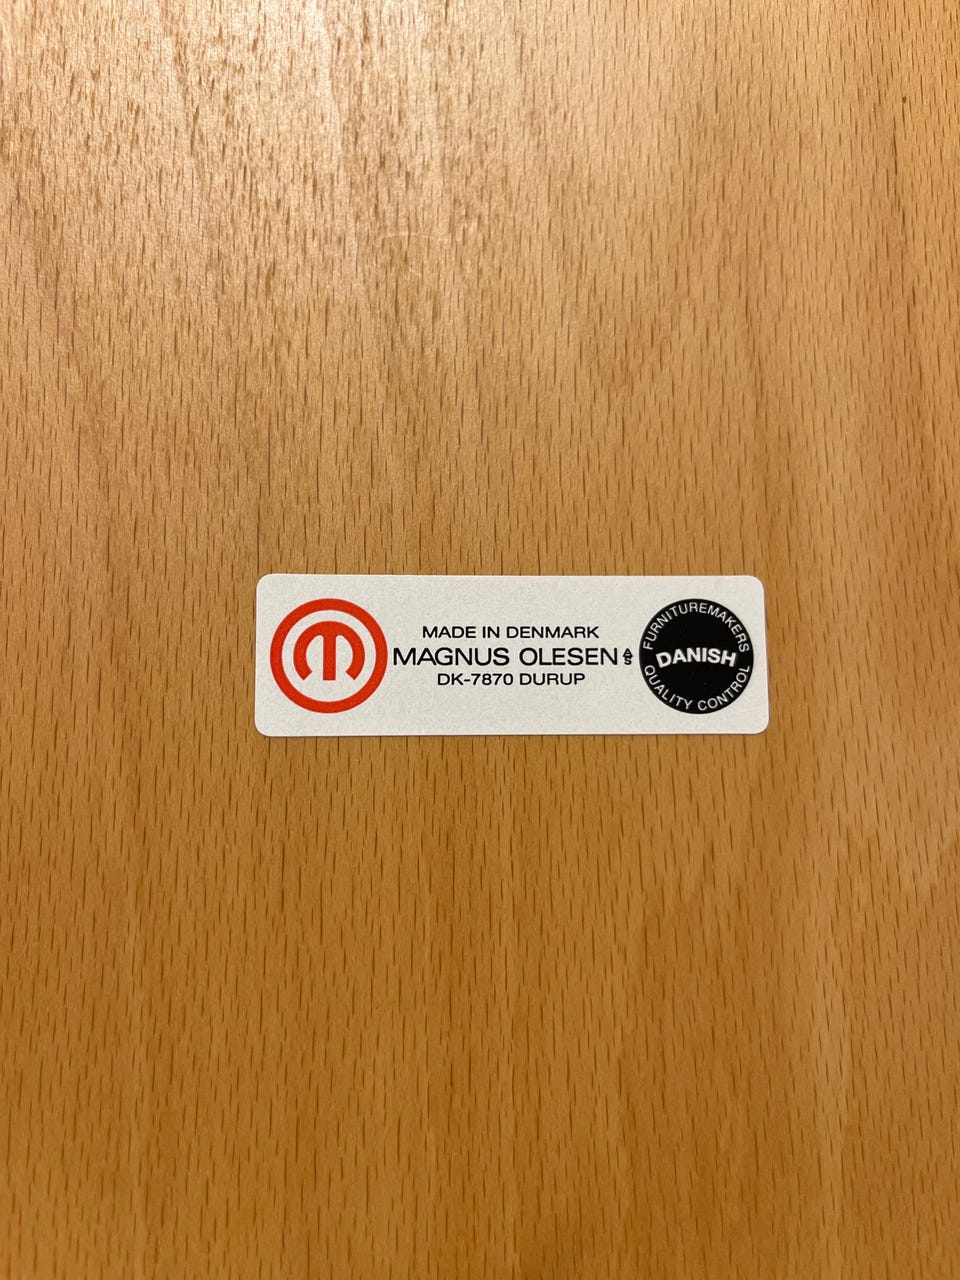 m
MADE IN DENMARK
MAGNUS OLESEN A/S
DK-7870 DURUP
FURNITUREMAKERS
DANISH
QUALITY CONTROL